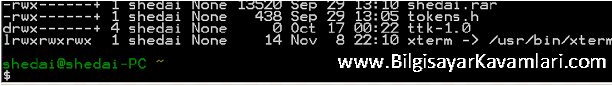 -rwx------+ 1 shedai None 13520 Sep 29 13:10 shedai.rar
-rwx------+ 1 shedai None 438 Sep 29 13:05 tokens.h
drwx------+ 4 shedai None 0 Oct 17 00:22 ttk-1.0
lrwxrwxrwx 1 shedai None 14 Nov 8 22:10 xterm -> /usr/bin/xterm
shedai@shedai-PC ~
$
www.BilgisayarKavamlari.com